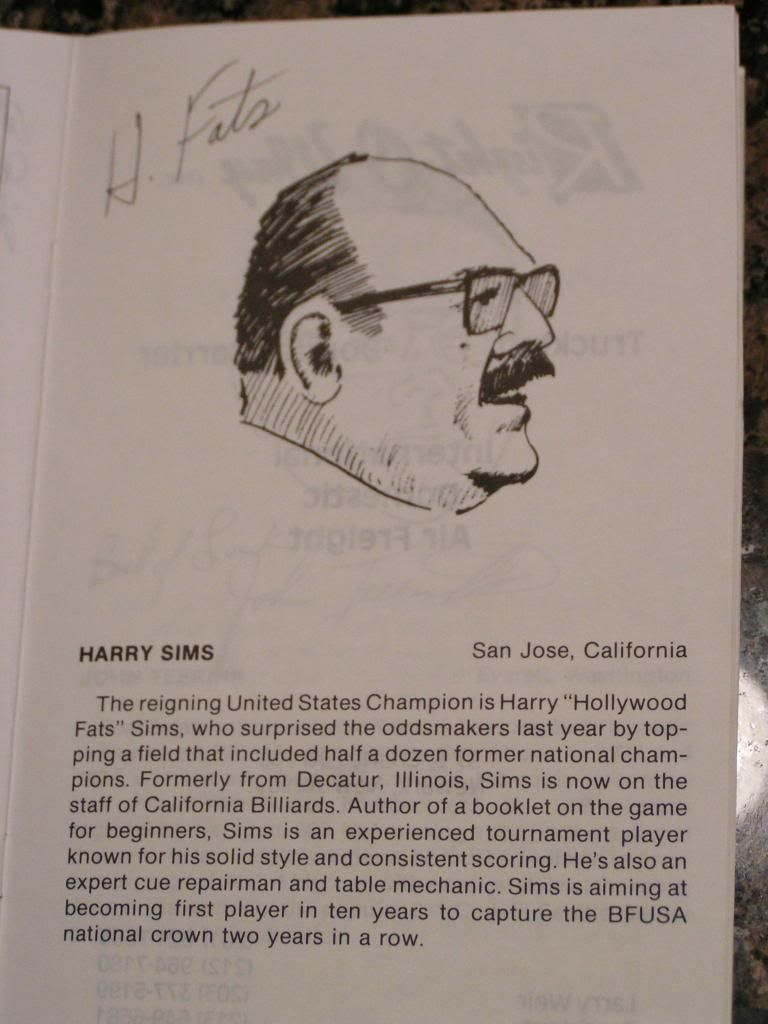 H. Fats
HARRY SIMS San Jose, California
The reigning United States Champion is Harry "Hollywood
Fats" Sims, who surprised the oddsmakers last year by top-
ping a field that included half a dozen former national cham-
pions. Formerly from Decatur, Illinois, Sims is now on the
staff of California Billiards. Author of a booklet on the game
for beginners, Sims is an experienced tournament player
known for his solid style and consistent scoring. He's also an
expert cue repairman and table mechanic. Sims is aiming at
becoming first player in ten years to capture the BFUSA
national crown two years in a row.